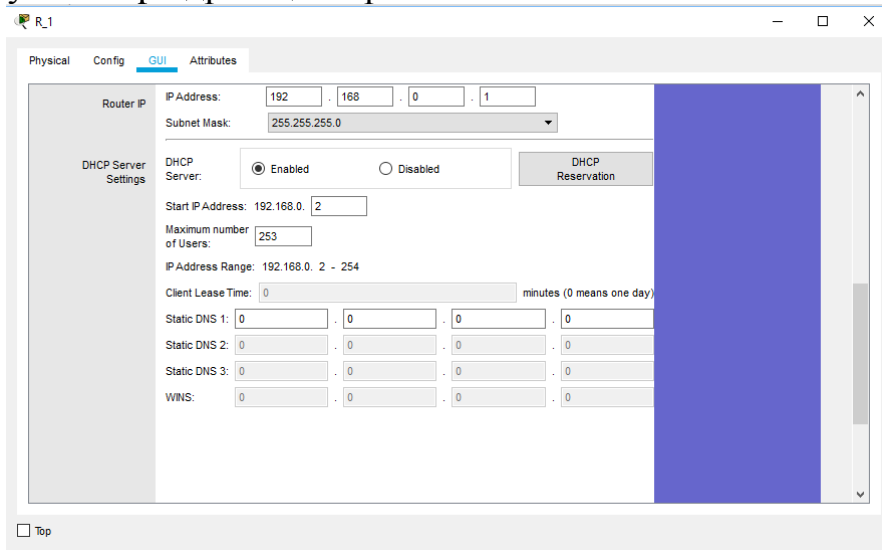 R_1
Physical Config GUI Attributes
Router IP
IP Address: 192 . 168 . 0 . 1
Subnet Mask: 255.255.255.0
DHCP Server Settings
DHCP Server: Enabled Disabled DHCP Reservation
Start IP Address: 192.168.0. 2
Maximum number of Users: 253
IP Address Range: 192.168.0. 2 - 254
Client Lease Time: 0 minutes (0 means one day)
Static DNS 1: 0 . 0 . 0 . 0
Static DNS 2: 0 . 0 . 0 . 0
Static DNS 3: 0 . 0 . 0 . 0
WINS: 0 . 0 . 0 . 0
Top